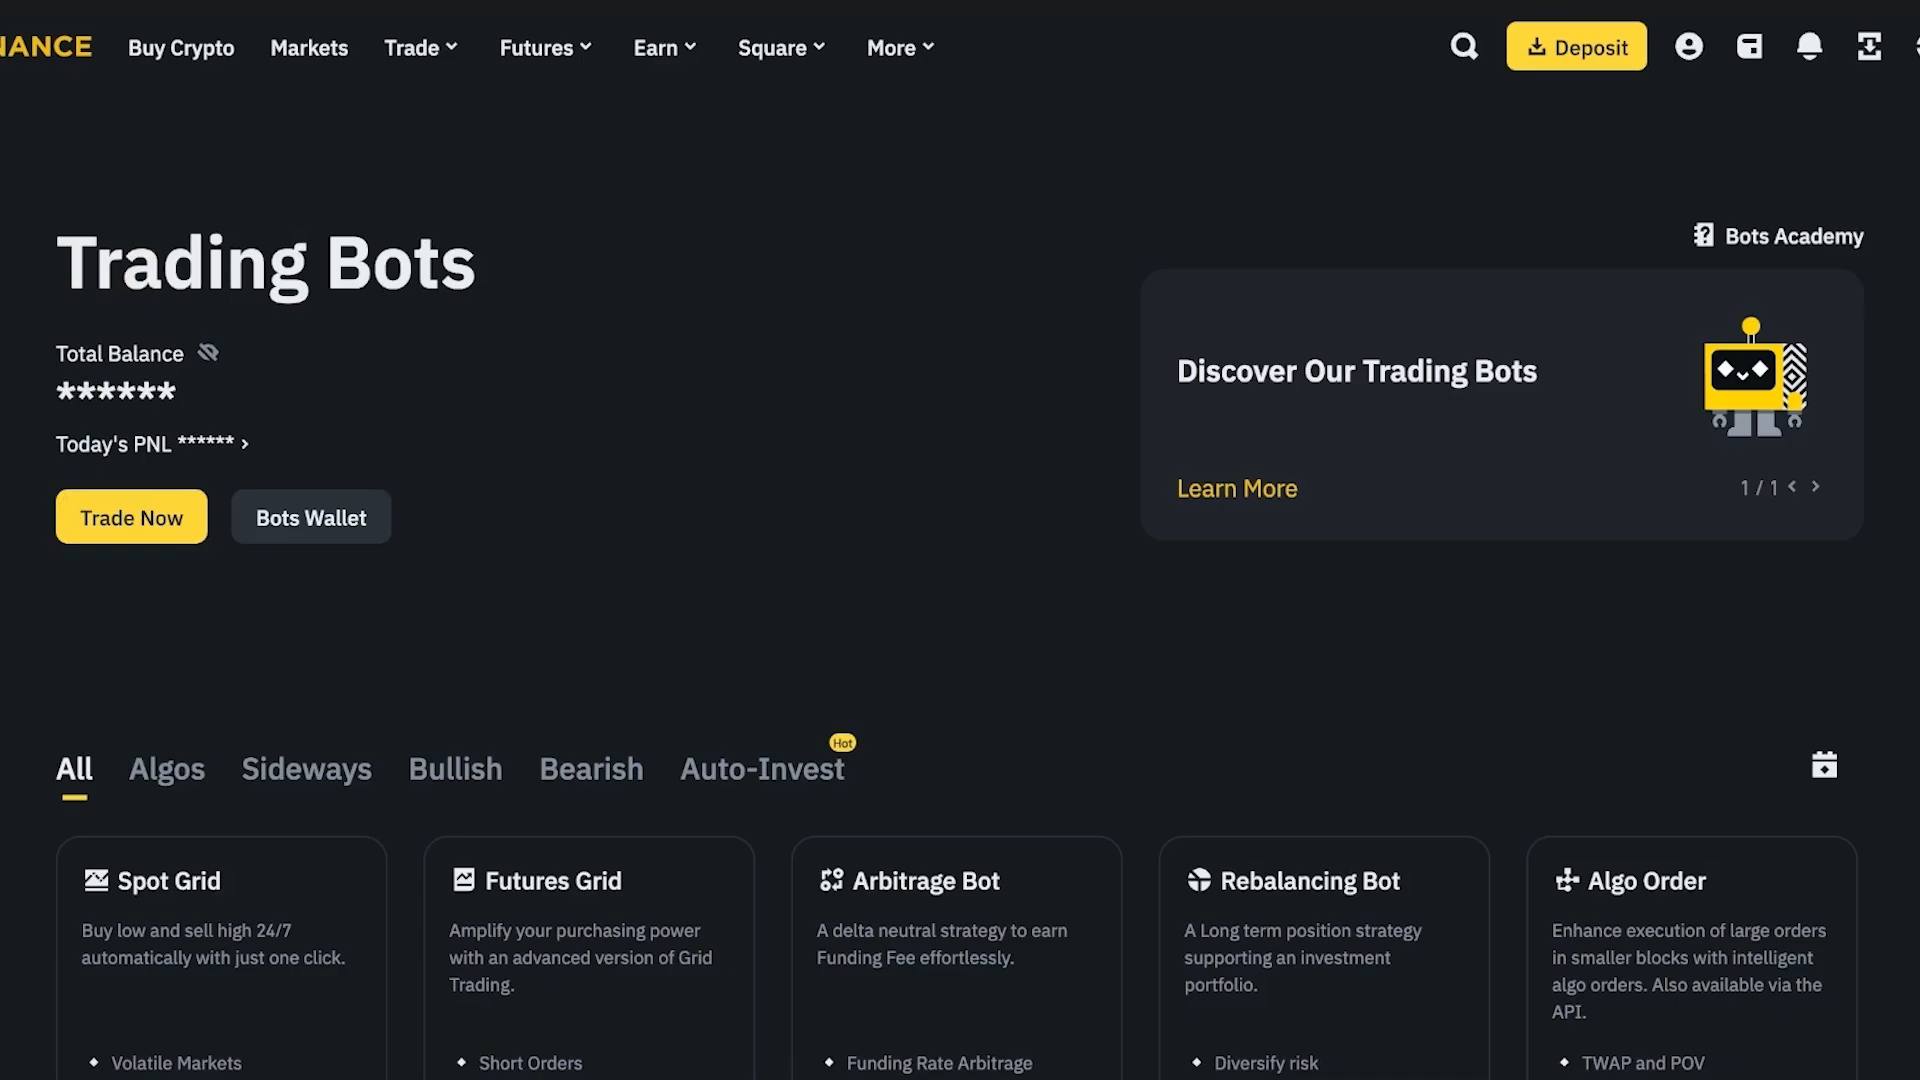 NANCE Buy Crypto Markets Trade Futures Earn Square More Deposit
Bots Academy
Trading Bots
Total Balance
******
Today's PNL ******
Trade Now Bots Wallet
Discover Our Trading Bots
Learn More 1 / 1
Hot
All Algos Sideways Bullish Bearish Auto-Invest
Spot Grid
Buy low and sell high 24/7
automatically with just one click.
Volatile Markets
Futures Grid
Amplify your purchasing power
with an advanced version of Grid
Trading.
Short Orders
Arbitrage Bot
A delta neutral strategy to earn
Funding Fee effortlessly.
Funding Rate Arbitrage
Rebalancing Bot
A Long term position strategy
supporting an investment
portfolio.
Diversify risk
Algo Order
Enhance execution of large orders
in smaller blocks with intelligent
algo orders. Also available via the
API.
TWAP and POV